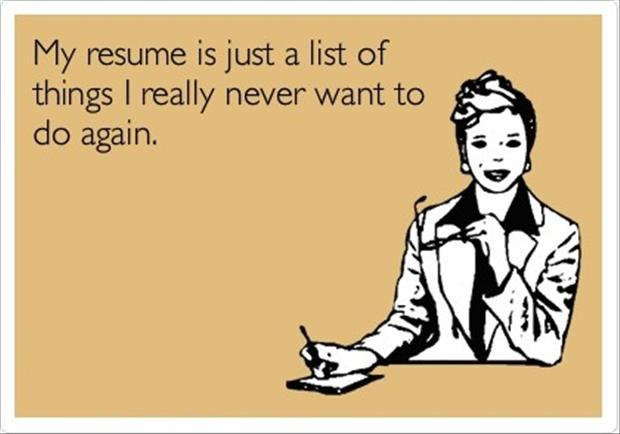 My resume is just a list of
things I really never want to
do again.